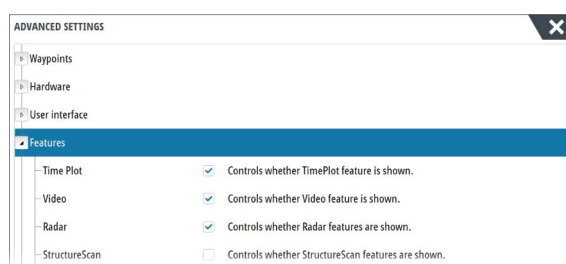 ADVANCED SETTINGS
Waypoints
Hardware
User interface
Features
Time Plot Controls whether TimePlot feature is shown.
Video Controls whether Video feature is shown.
Radar Controls whether Radar features are shown.
StructureScan Controls whether StructureScan features are shown.